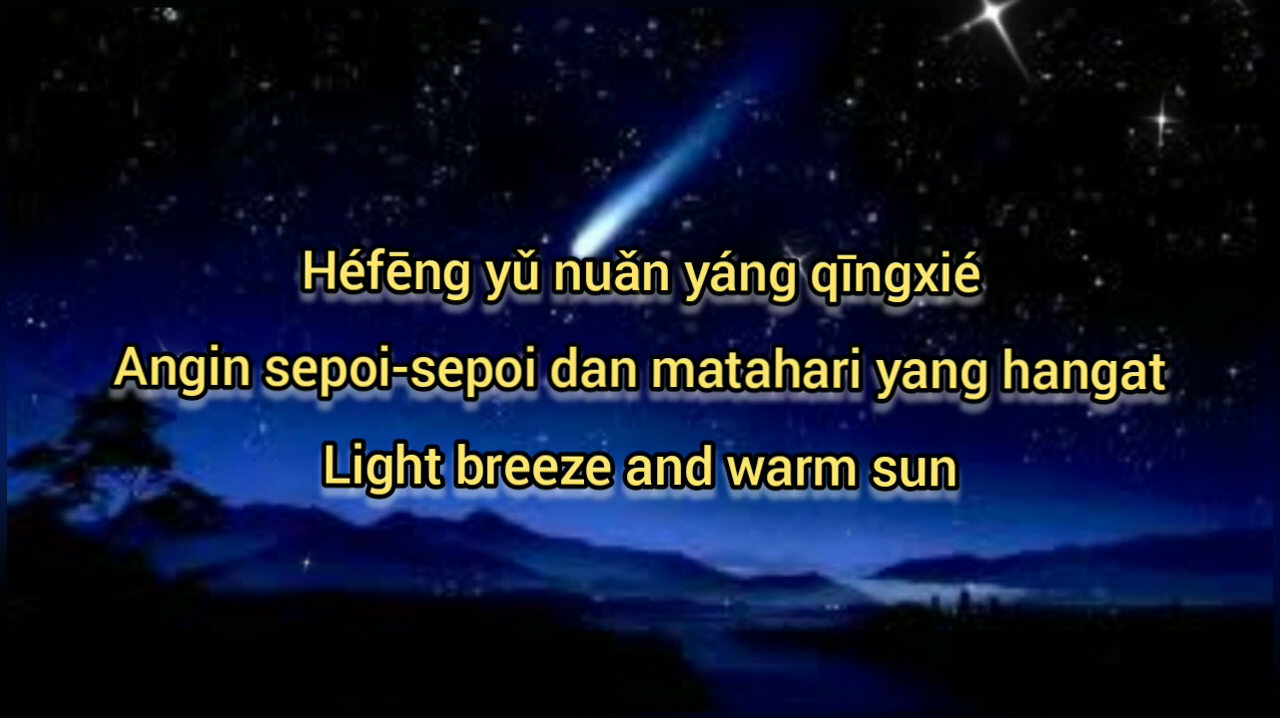 Héfēng yǔ nuǎn yáng qīngxié
Angin sepoi-sepoi dan matahari yang hangat
Light breeze and warm sun